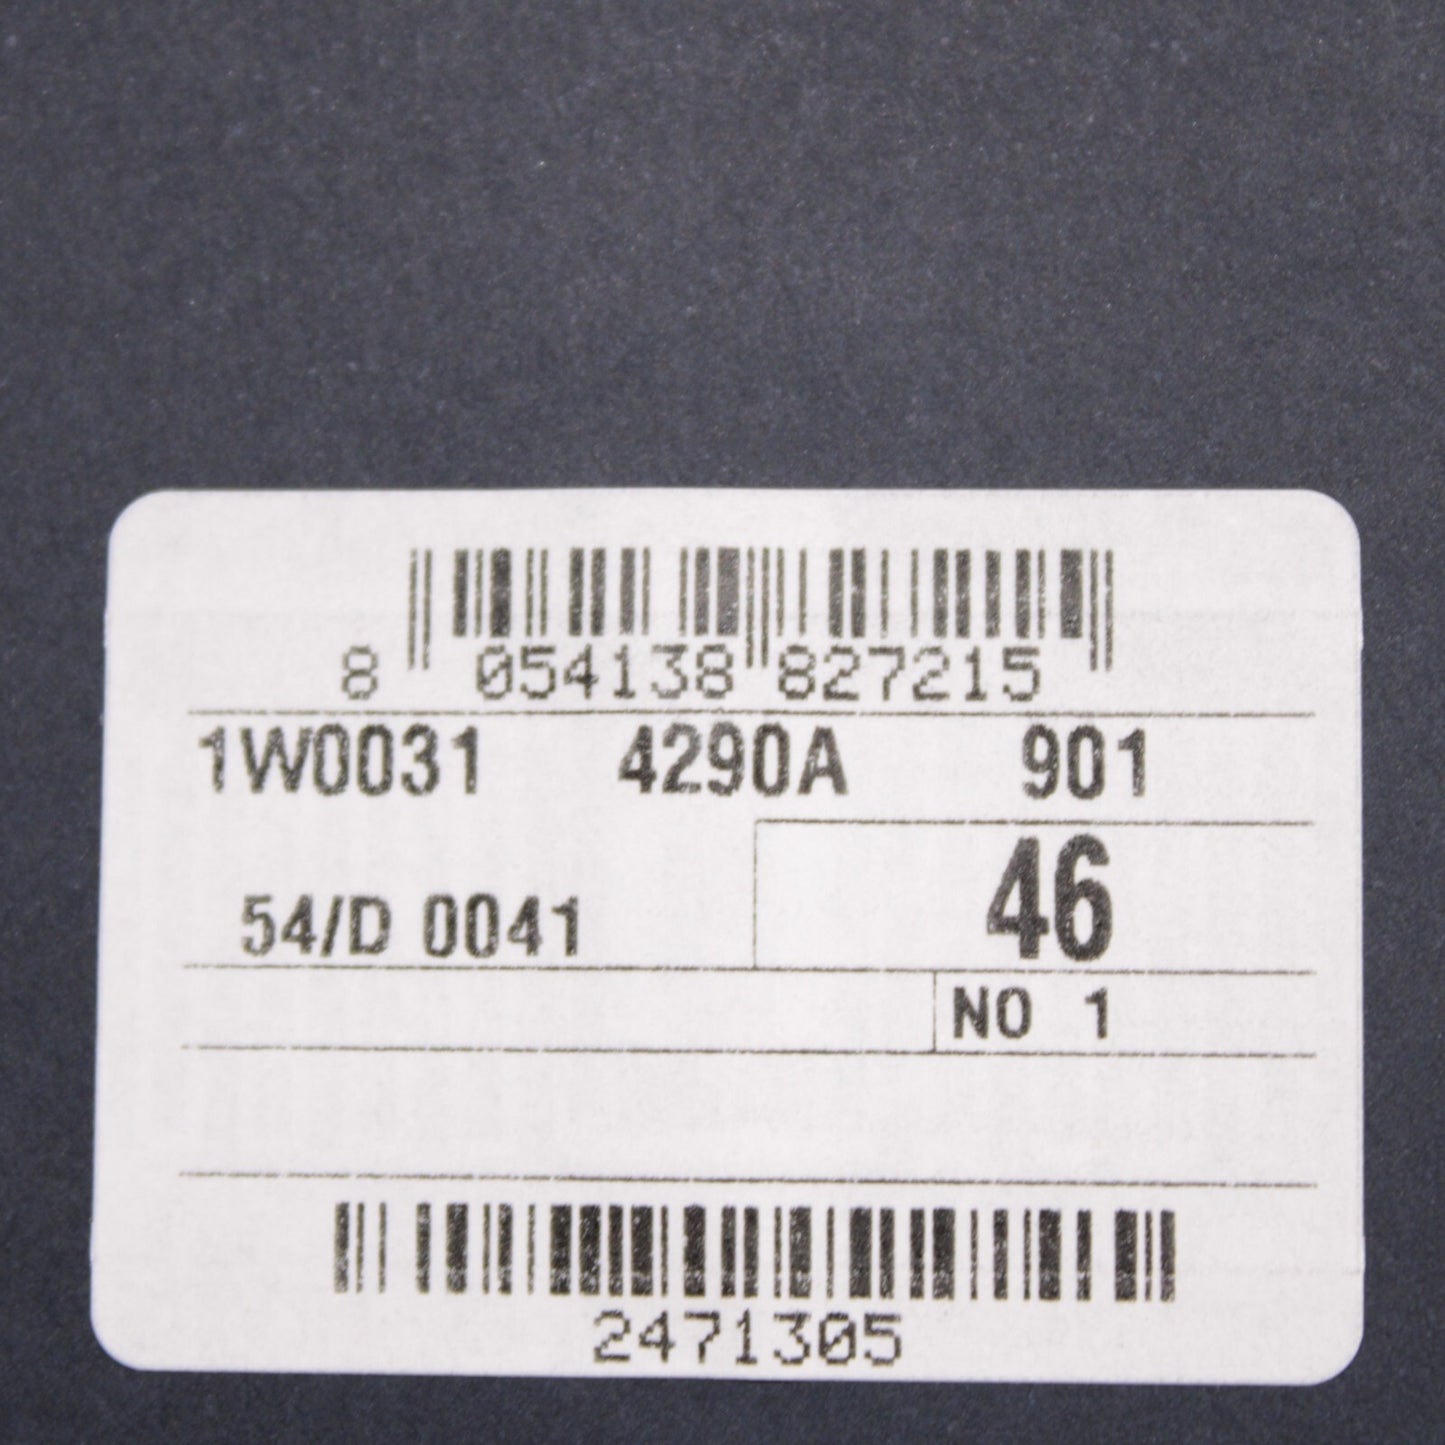 8 054138 827215
1W0031 4290A 901
46
54/D 0041
NO 1
2471305